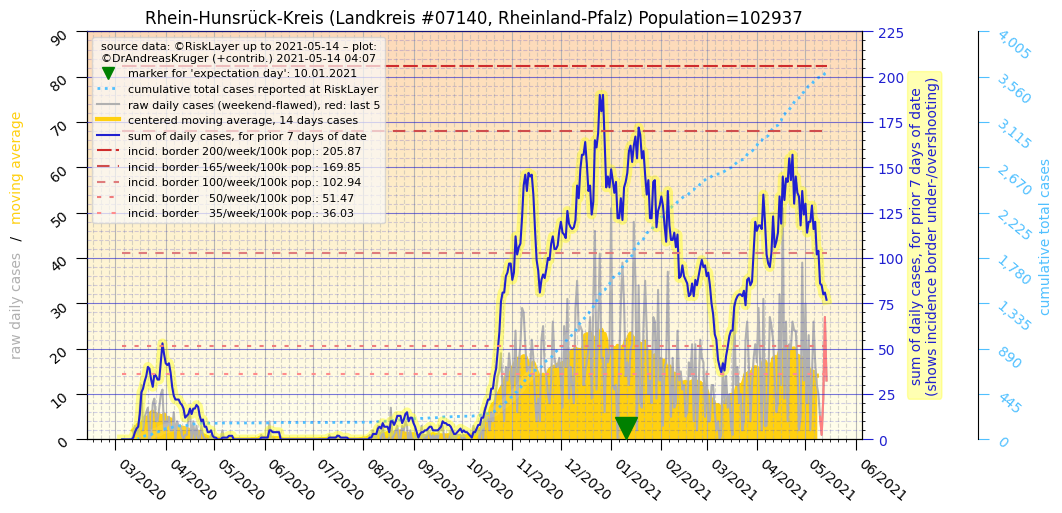 Rhein-Hunsrück-Kreis (Landkreis #07140, Rheinland-Pfalz) Population=102937
source data: ©RiskLayer up to 2021-05-14 – plot:
©DrAndreasKruger (+contrib.) 2021-05-14 04:07
marker for 'expectation day': 10.01.2021
cumulative total cases reported at RiskLayer
raw daily cases (weekend-flawed), red: last 5
centered moving average, 14 days cases
sum of daily cases, for prior 7 days of date
incid. border 200/week/100k pop.: 205.87
incid. border 165/week/100k pop.: 169.85
incid. border 100/week/100k pop.: 102.94
incid. border 50/week/100k pop.: 51.47
incid. border 35/week/100k pop.: 36.03
raw daily cases / moving average
90
80
70
60
50
40
30
20
10
0
225
200
175
150
125
100
75
50
25
0
sum of daily cases, for prior 7 days of date
(shows incidence border under-/overshooting)
4,005
3,560
3,115
2,670
2,225
1,780
1,335
890
445
0
cumulative total cases
03/2020
04/2020
05/2020
06/2020
07/2020
08/2020
09/2020
10/2020
11/2020
12/2020
01/2021
02/2021
03/2021
04/2021
05/2021
06/2021